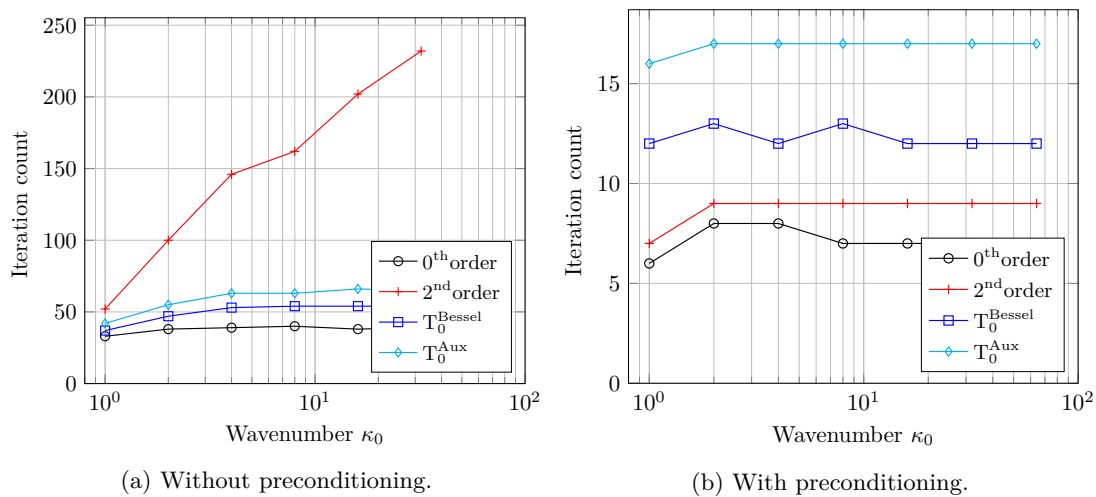 250
200
150
100
50
0
Iteration count
10^0
10^1
10^2
Wavenumber κ_0
0^th order
2^nd order
T_0^Bessel
T_0^Aux
(a) Without preconditioning.
15
10
5
0
Iteration count
10^0
10^1
10^2
Wavenumber κ_0
0^th order
2^nd order
T_0^Bessel
T_0^Aux
(b) With preconditioning.